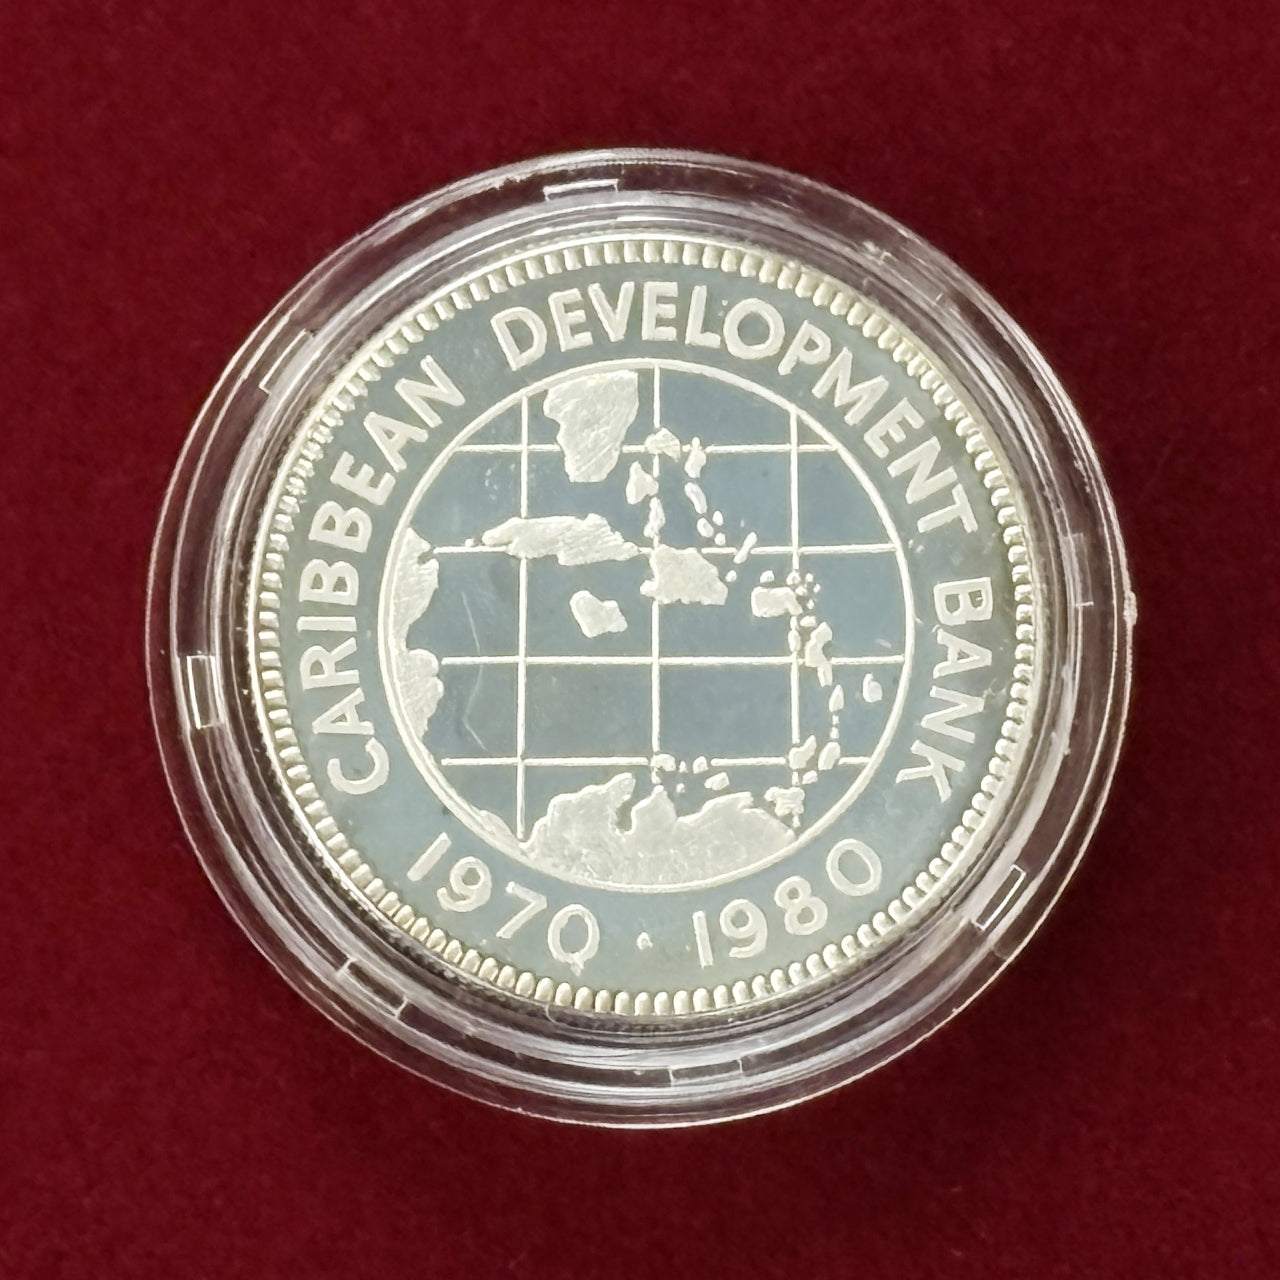 CARIBBEAN DEVELOPMENT BANK
1970 · 1980